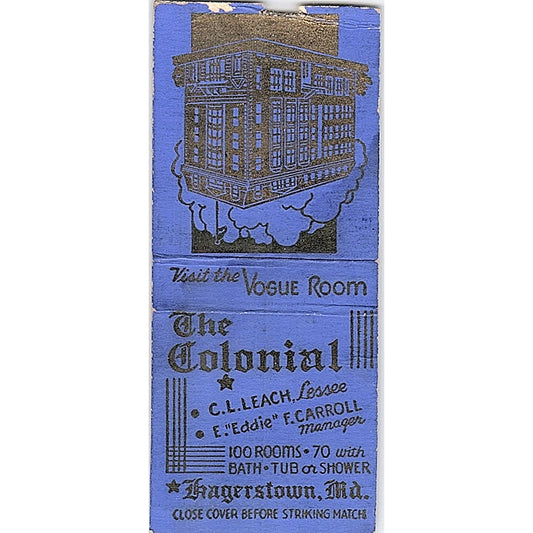 Visit the VOGUE ROOM
The
Colonial
C.L. LEACH, Lessee
E. "Eddie" F. CARROLL
manager
100 ROOMS • 70 with
BATH • TUB or SHOWER
Hagerstown, Md.
CLOSE COVER BEFORE STRIKING MATCH